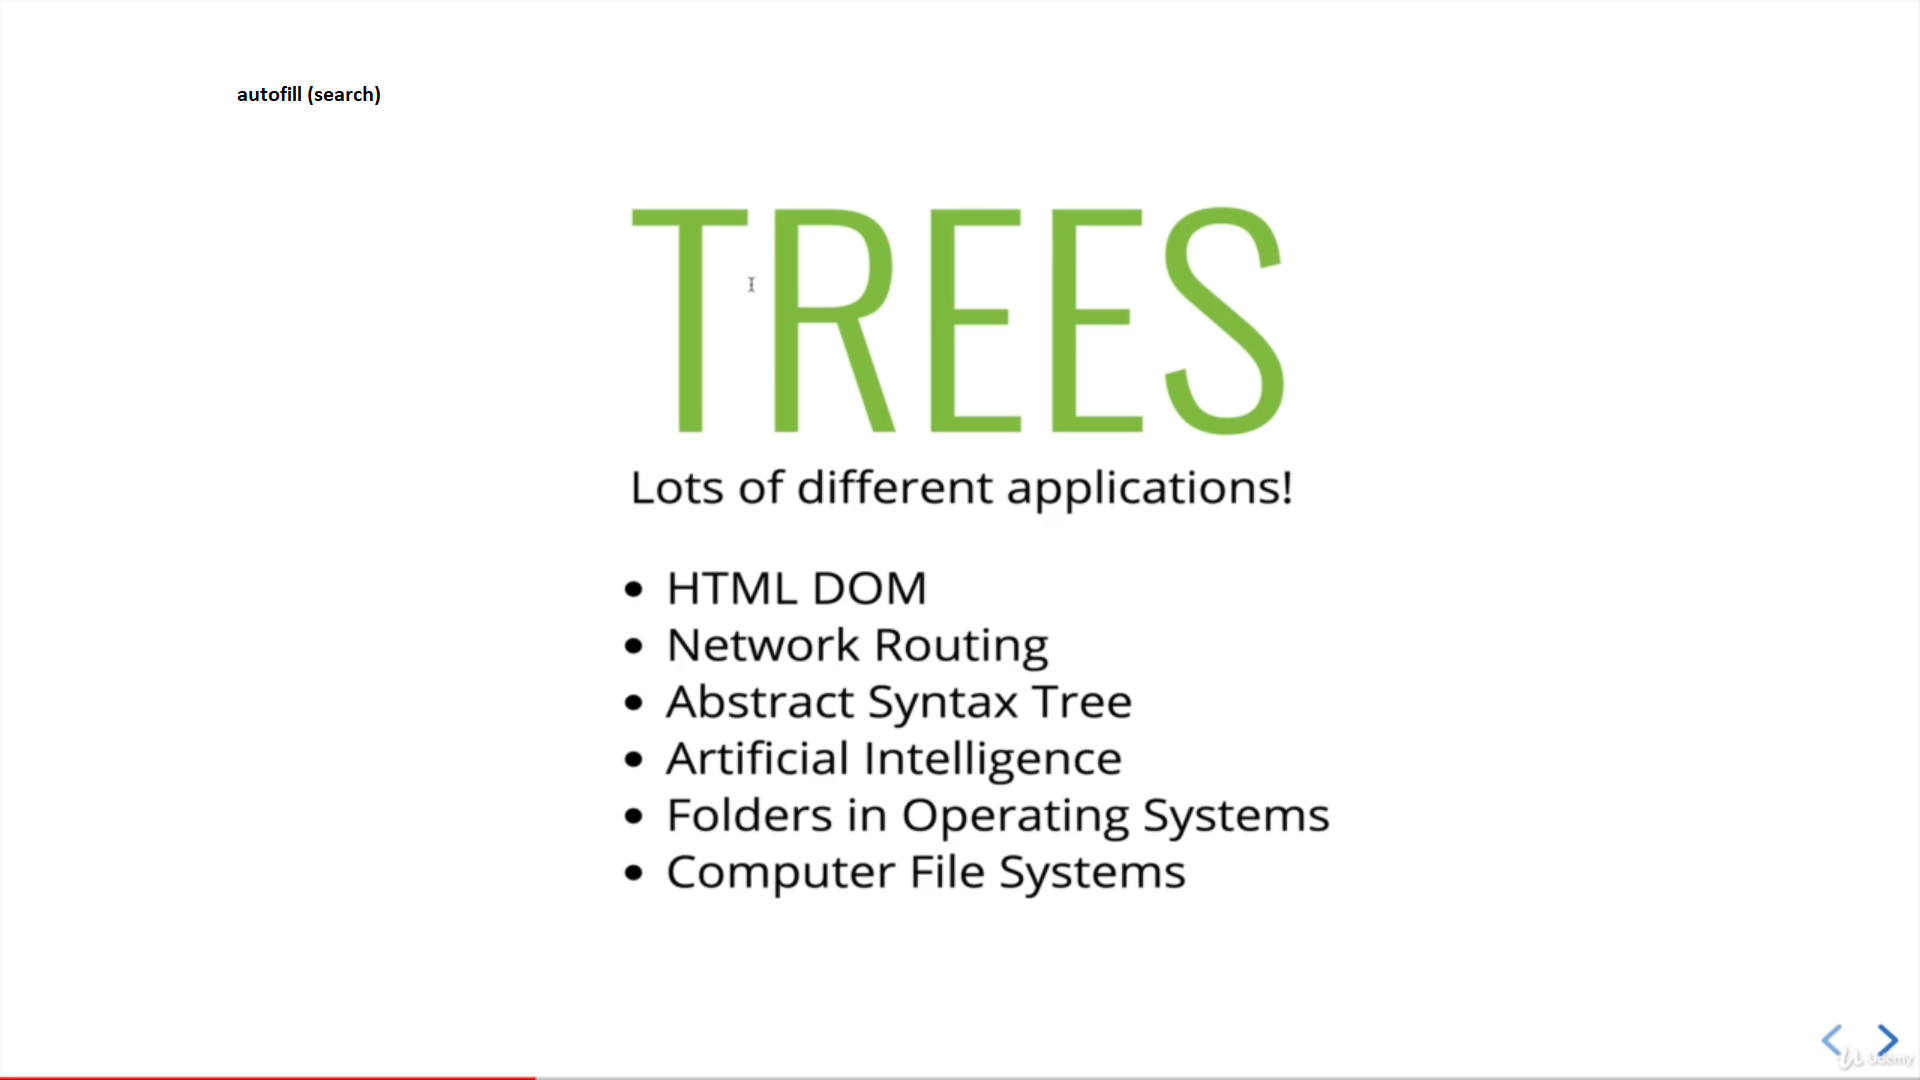 autofill (search)
TREES
Lots of different applications!
HTML DOM
Network Routing
Abstract Syntax Tree
Artificial Intelligence
Folders in Operating Systems
Computer File Systems
Udemy